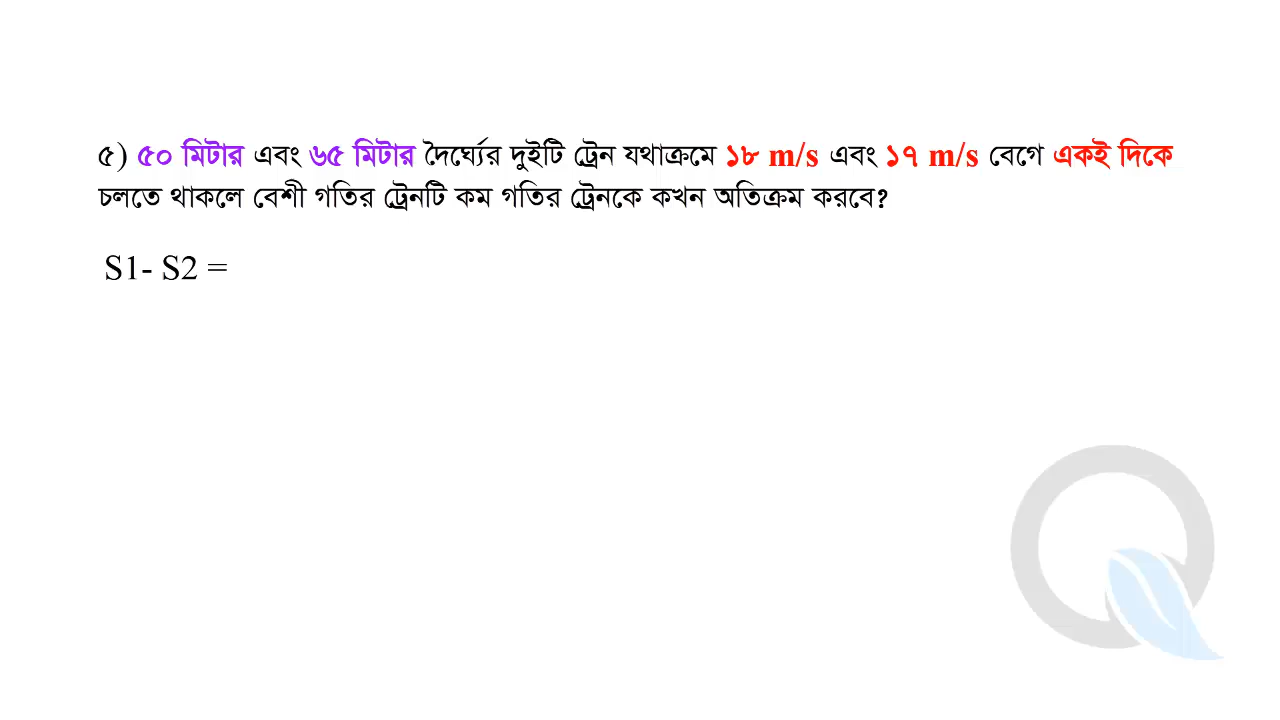 ৫) ৫০ মিটার এবং ৬৫ মিটার দৈর্ঘ্যের দুইটি ট্রেন যথাক্রমে ১৮ m/s এবং ১৭ m/s বেগে একই দিকে
চলতে থাকলে বেশী গতির ট্রেনটি কম গতির ট্রেনকে কখন অতিক্রম করবে?
S1- S2 =